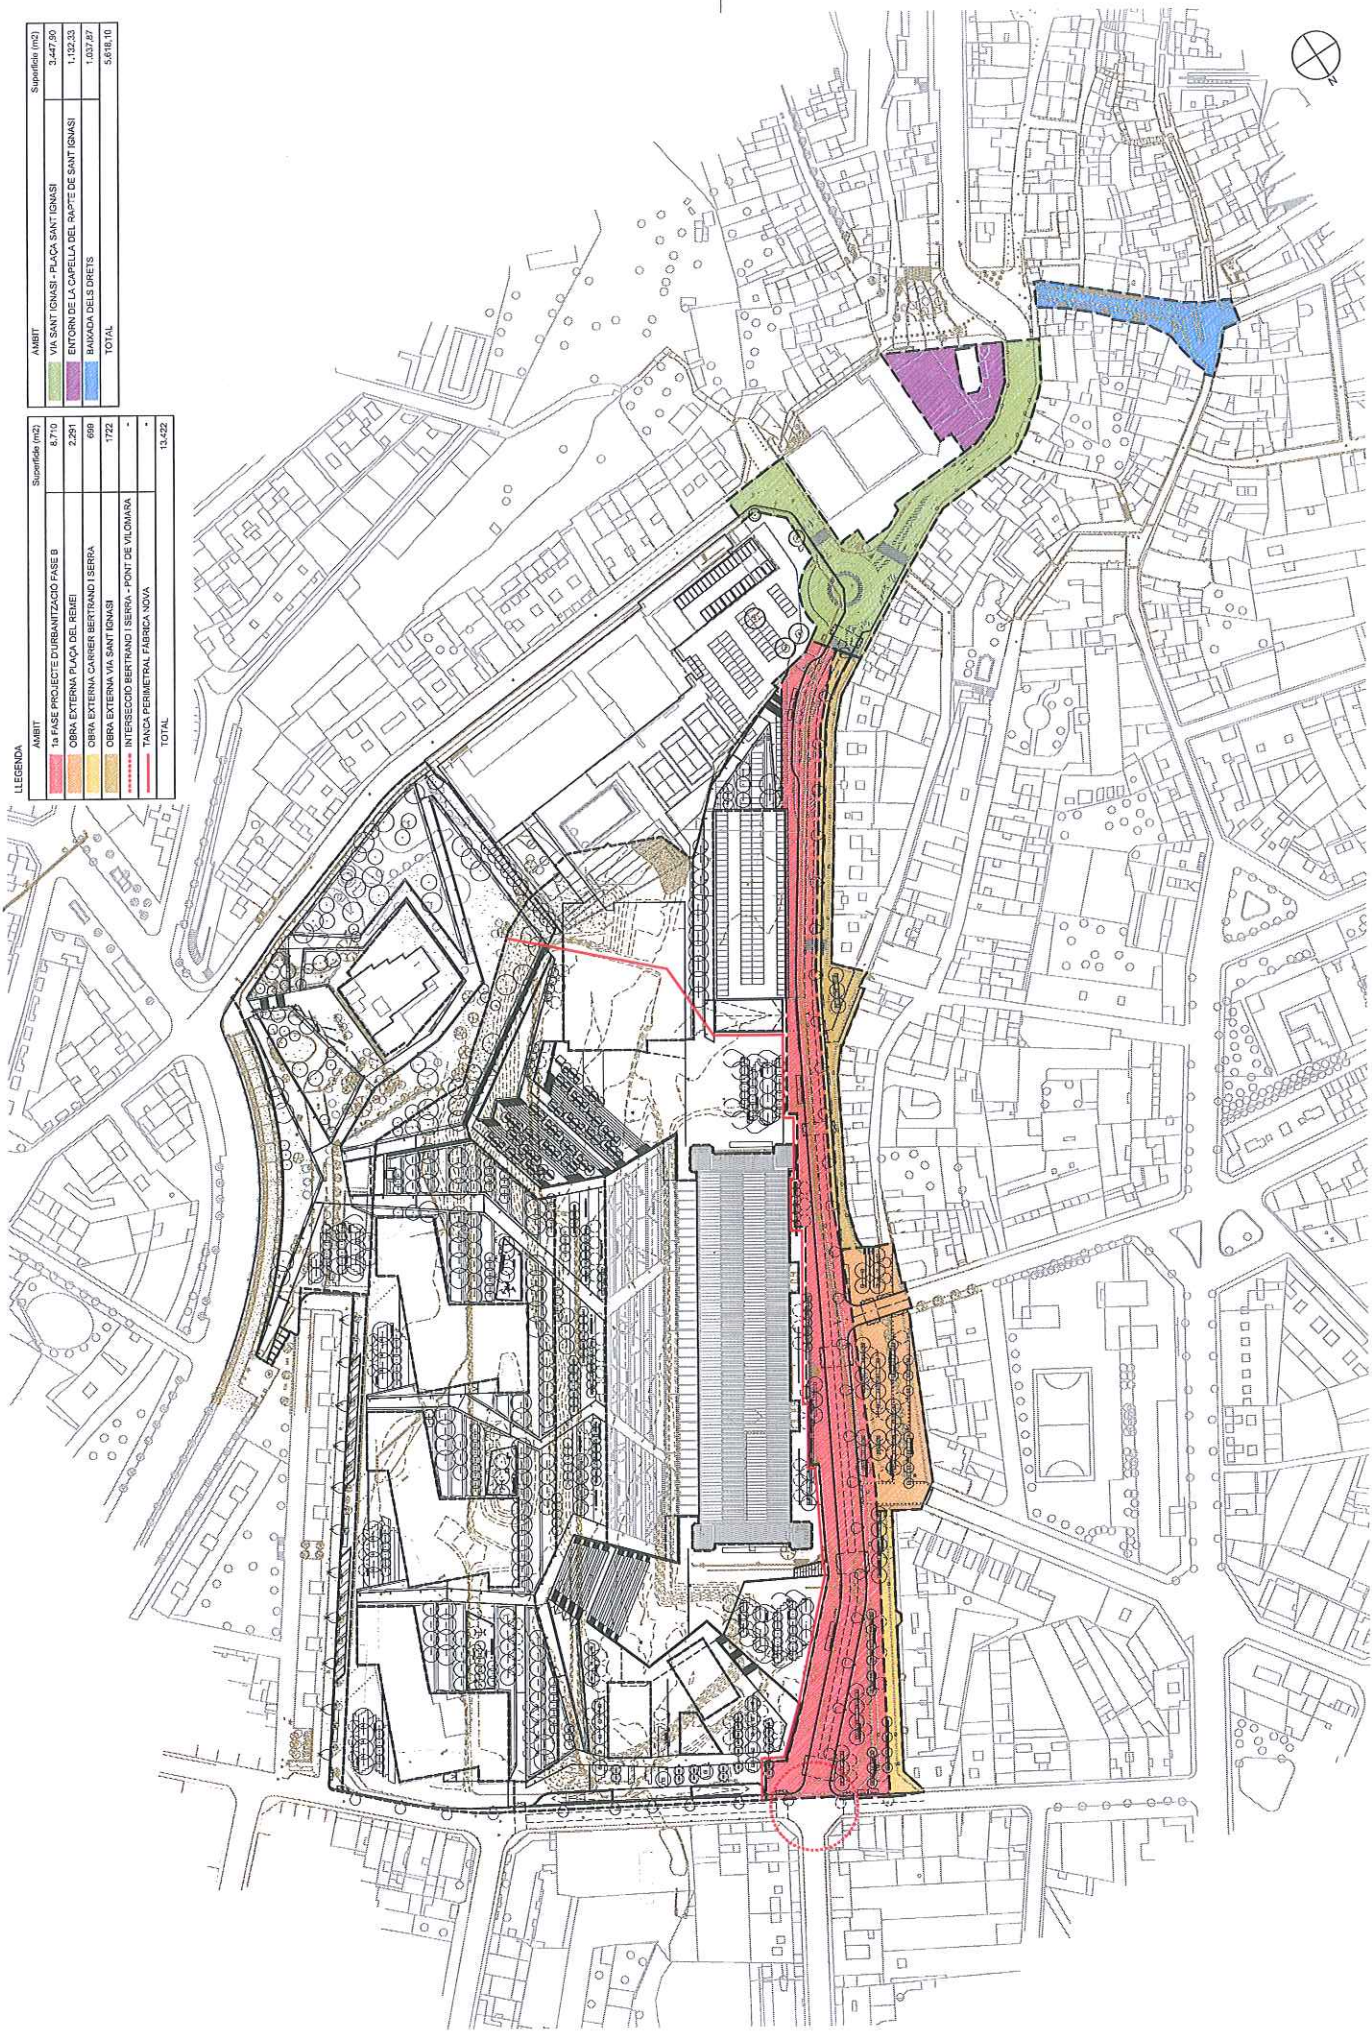 LLEGENDA
ÀMBIT Superfície (m2)
1a FASE PROJECTE D'URBANITZACIÓ FASE B 8.710
OBRA EXTERNA PLAÇA DEL REMEI 2.291
OBRA EXTERNA CARRER BERTRAND I SERRA 699
OBRA EXTERNA VIA SANT IGNASI 1722
INTERSECCIÓ BERTRAND I SERRA - PONT DE VILOMARA -
TANCA PERIMETRAL FÀBRICA NOVA -
TOTAL 13.422
ÀMBIT Superfície (m2)
VIA SANT IGNASI - PLAÇA SANT IGNASI 3.447,90
ENTORN DE LA CAPELLA DEL RAPTE DE SANT IGNASI 1.132,33
BAIXADA DELS DRETS 1.037,87
TOTAL 5.618,10
N